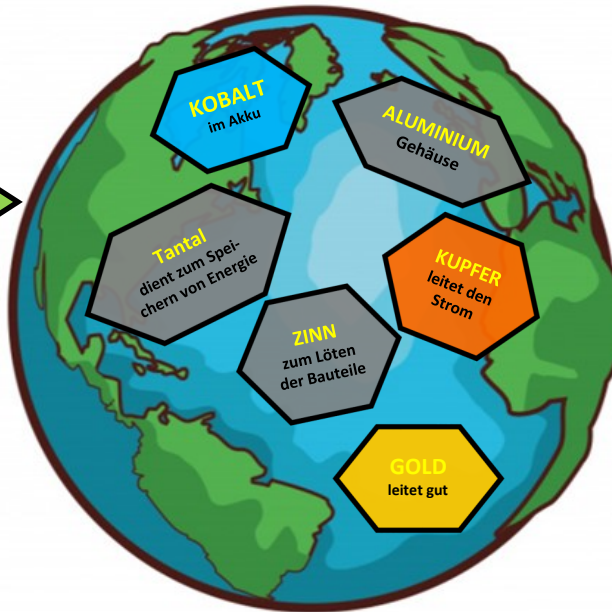 KOBALT
im Akku
ALUMINIUM
Gehäuse
Tantal
dient zum Spei-
chern von Energie
KUPFER
leitet den
Strom
ZINN
zum Löten
der Bauteile
GOLD
leitet gut